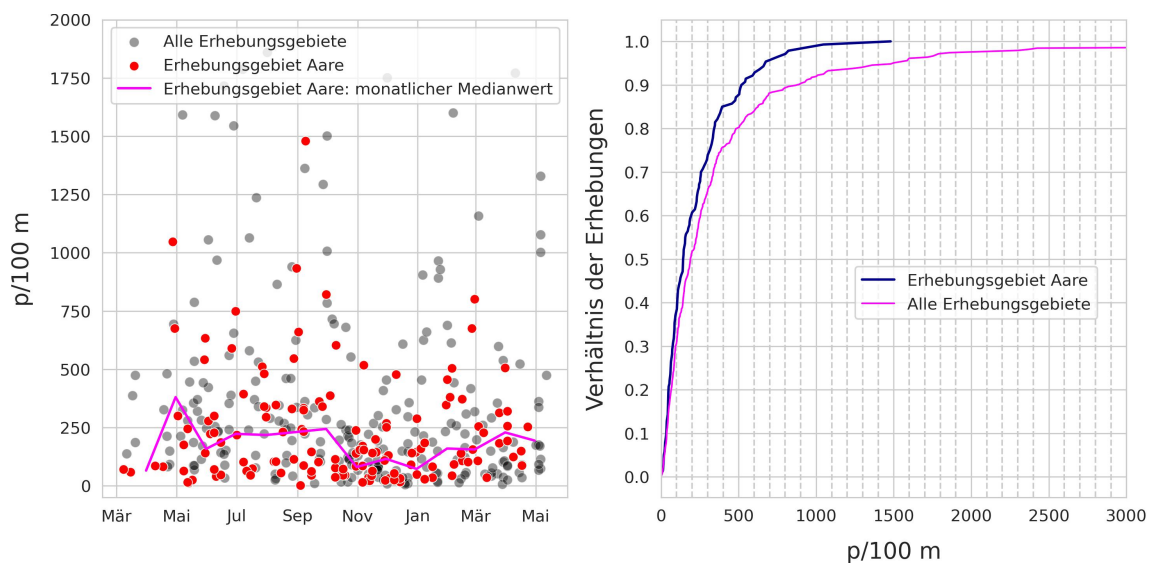 2000
1750
1500
1250
1000
750
500
250
0
p/100 m
Alle Erhebungsgebiete
Erhebungsgebiet Aare
Erhebungsgebiet Aare: monatlicher Medianwert
Mär Mai Jul Sep Nov Jan Mär Mai
1.0
0.9
0.8
0.7
0.6
0.5
0.4
0.3
0.2
0.1
0.0
Verhältnis der Erhebungen
Erhebungsgebiet Aare
Alle Erhebungsgebiete
0 500 1000 1500 2000 2500 3000
p/100 m